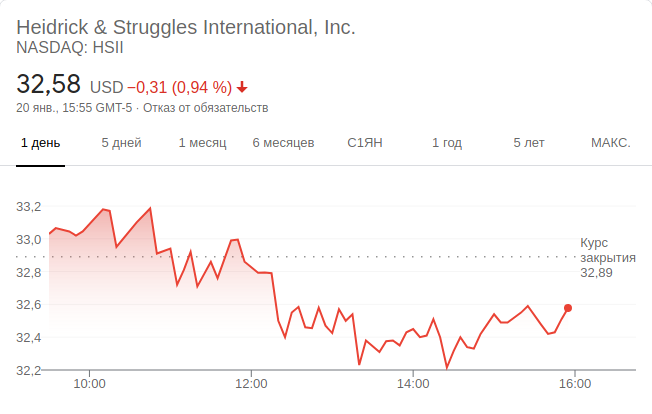 Heidrick & Struggles International, Inc.
NASDAQ: HSII
32,58 USD −0,31 (0,94 %)
20 янв., 15:55 GMT-5 · Отказ от обязательств
1 день 5 дней 1 месяц 6 месяцев С1ЯН 1 год 5 лет МАКС.
33,2
33,0
32,8
32,6
32,4
32,2
Курс
закрытия
32,89
10:00 12:00 14:00 16:00